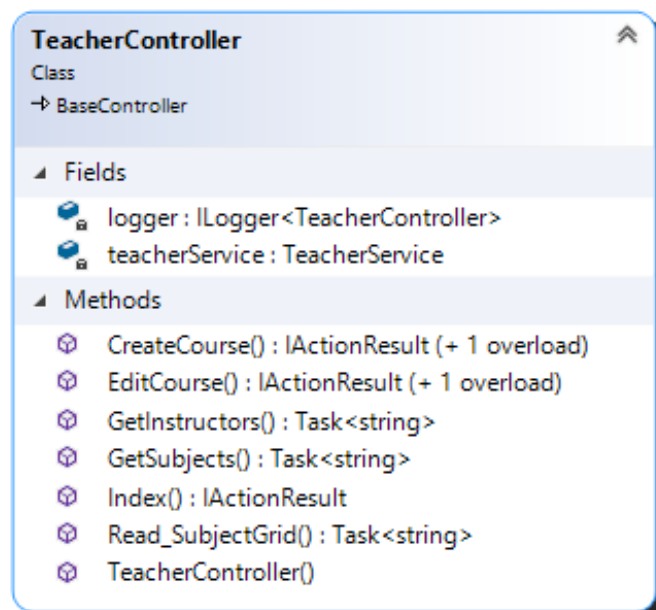 TeacherController
Class
BaseController
Fields
logger : ILogger<TeacherController>
teacherService : TeacherService
Methods
CreateCourse() : IActionResult (+ 1 overload)
EditCourse() : IActionResult (+ 1 overload)
GetInstructors() : Task<string>
GetSubjects() : Task<string>
Index() : IActionResult
Read_SubjectGrid() : Task<string>
TeacherController()